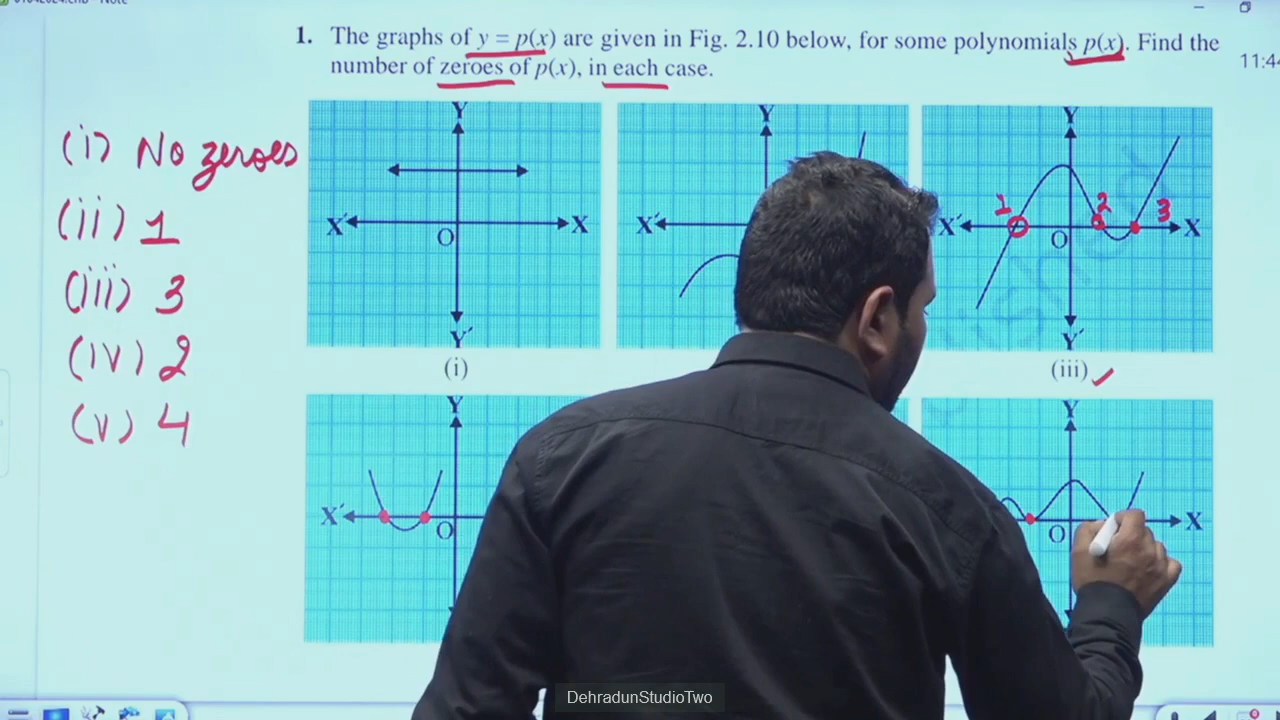 1. The graphs of y = p(x) are given in Fig. 2.10 below, for some polynomials p(x). Find the
number of zeroes of p(x), in each case.
11:44
(i) No zeroes
(ii) 1
(iii) 3
(iv) 2
(v) 4
Y
X′ X
O
Y′
(i)
Y
X′
Y
1 2 3
X′ X
O
Y′
(iii)
Y
X′
O
Y
X
O
DehradunStudioTwo